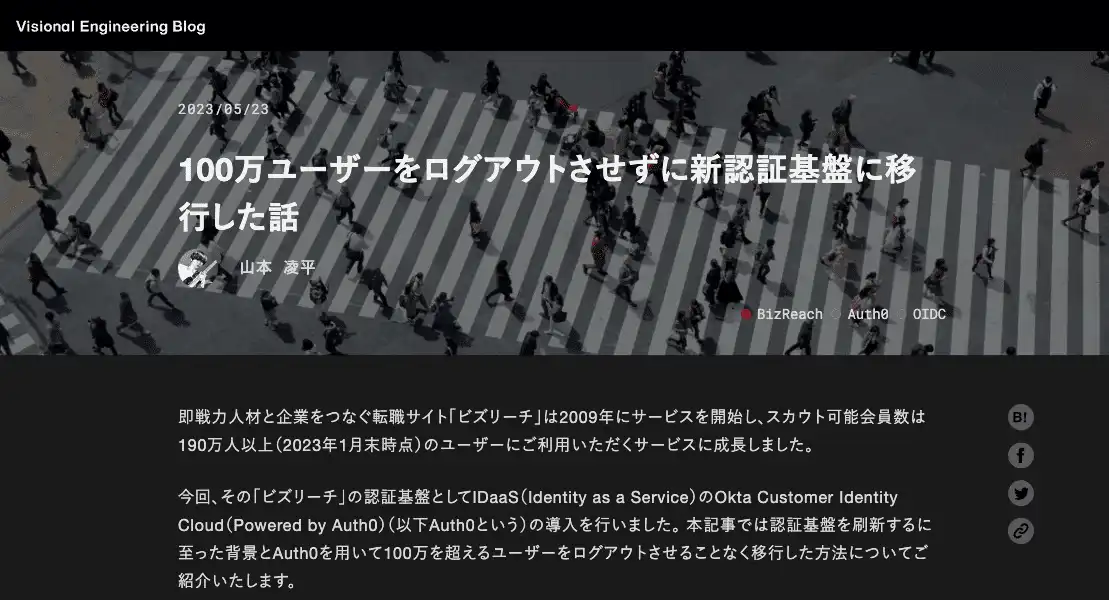 Visional Engineering Blog
2023/05/23
100万ユーザーをログアウトさせずに新認証基盤に移
行した話
山本 凌平
BizReach Auth0 OIDC
即戦力人材と企業をつなぐ転職サイト「ビズリーチ」は2009年にサービスを開始し、スカウト可能会員数は
190万人以上（2023年1月末時点）のユーザーにご利用いただくサービスに成長しました。
今回、その「ビズリーチ」の認証基盤としてIDaaS（Identity as a Service）のOkta Customer Identity
Cloud（Powered by Auth0）（以下Auth0という）の導入を行いました。本記事では認証基盤を刷新するに
至った背景とAuth0を用いて100万を超えるユーザーをログアウトさせることなく移行した方法についてご
紹介いたします。
B!